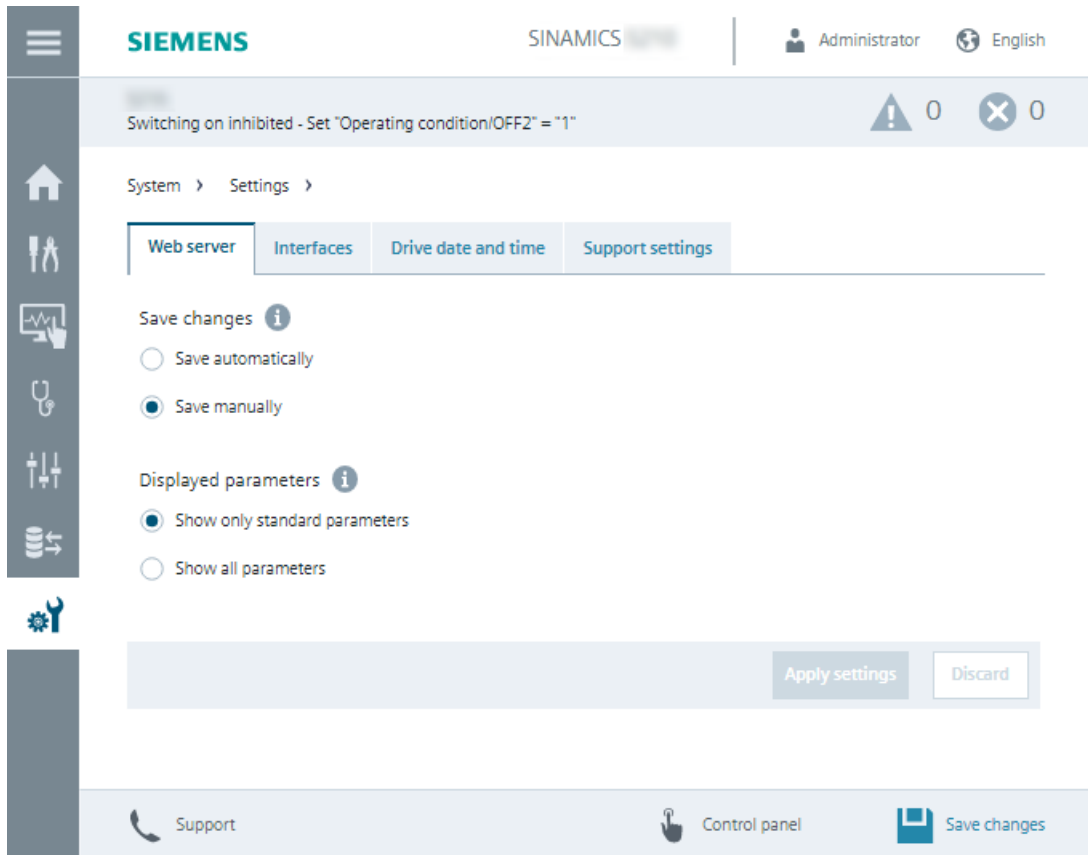 SIEMENS
SINAMICS
Administrator
English
Switching on inhibited - Set "Operating condition/OFF2" = "1"
0
0
System › Settings ›
Web server
Interfaces
Drive date and time
Support settings
Save changes
Save automatically
Save manually
Displayed parameters
Show only standard parameters
Show all parameters
Apply settings
Discard
Support
Control panel
Save changes